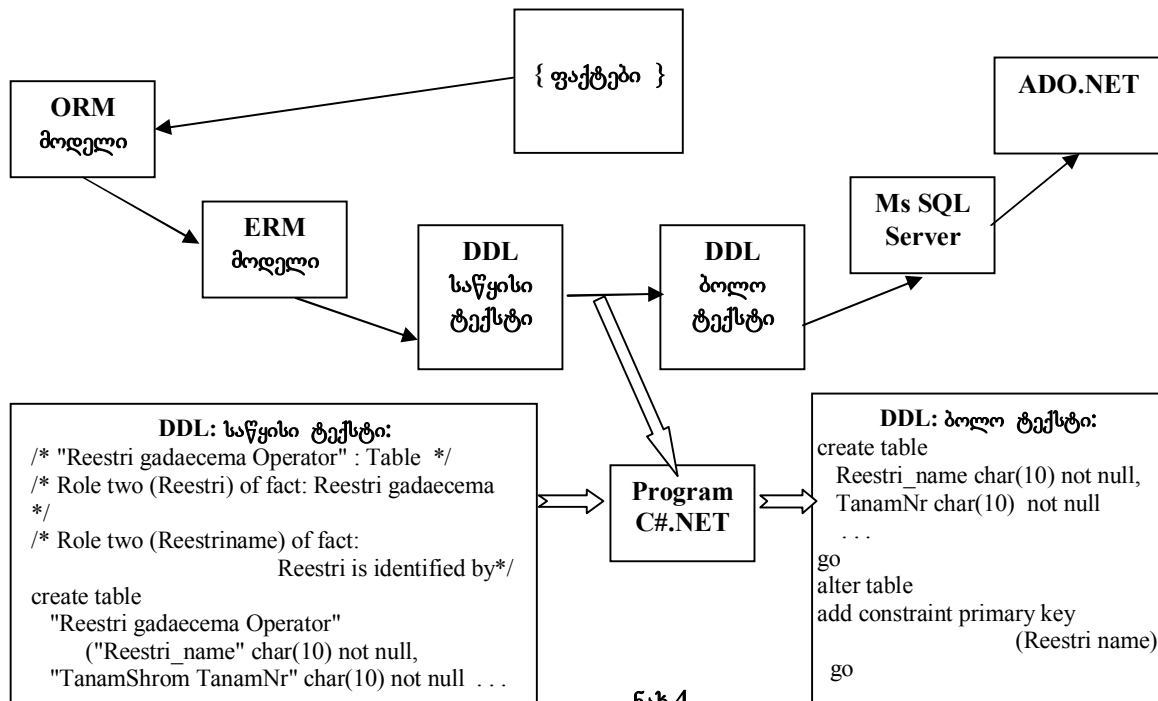 { ფაქტები }
ORM
მოდელი
ADO.NET
ERM
მოდელი
DDL
საწყისი
ტექსტი
DDL
ბოლო
ტექსტი
Ms SQL
Server
DDL: საწყისი ტექსტი:
/* "Reestri gadaecema Operator" : Table */
/* Role two (Reestri) of fact: Reestri gadaecema
*/
/* Role two (Reestriname) of fact:
Reestri is identified by*/
create table
"Reestri gadaecema Operator"
("Reestri_name" char(10) not null,
"TanamShrom TanamNr" char(10) not null . . .
Program
C#.NET
DDL: ბოლო ტექსტი:
create table
Reestri_name char(10) not null,
TanamNr char(10) not null
. . .
go
alter table
add constraint primary key
(Reestri name)
go
ნახ.4